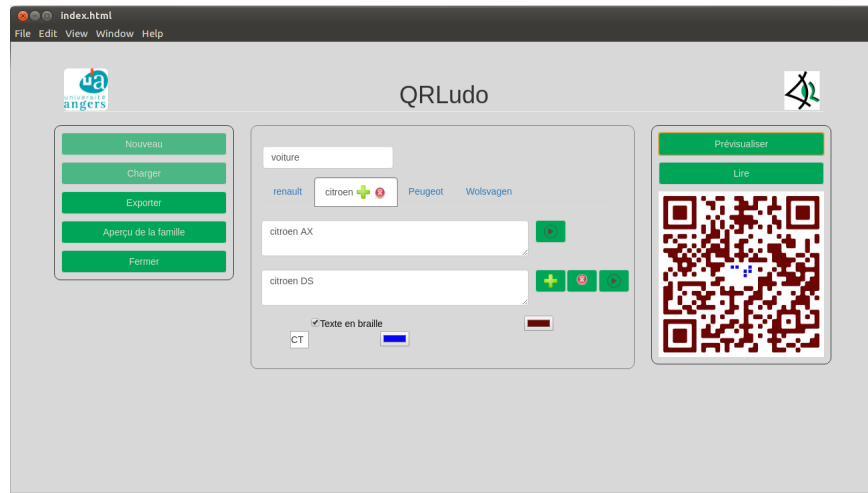 index.html
File Edit View Window Help
ua
université
angers
QRLudo
Nouveau
Charger
Exporter
Aperçu de la famille
Fermer
voiture
renault citroen Peugeot Wolsvagen
citroen AX
citroen DS
Texte en braille
CT
Prévisualiser
Lire